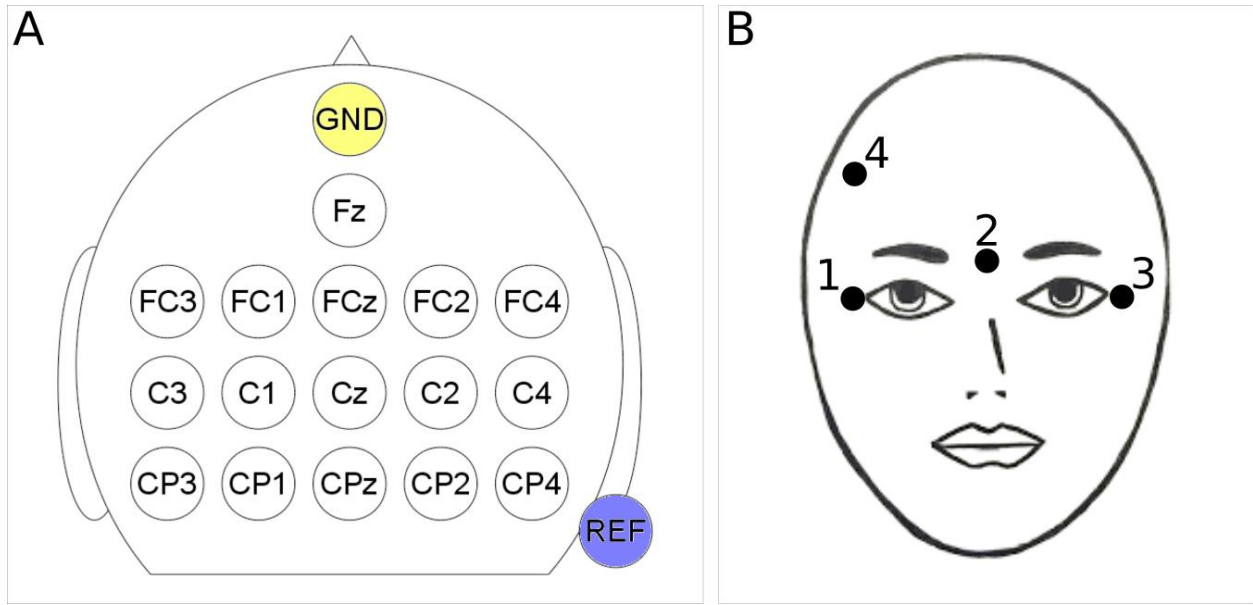 A
GND
Fz
FC3 FC1 FCz FC2 FC4
C3 C1 Cz C2 C4
CP3 CP1 CPz CP2 CP4
REF
B
4
2
1 3